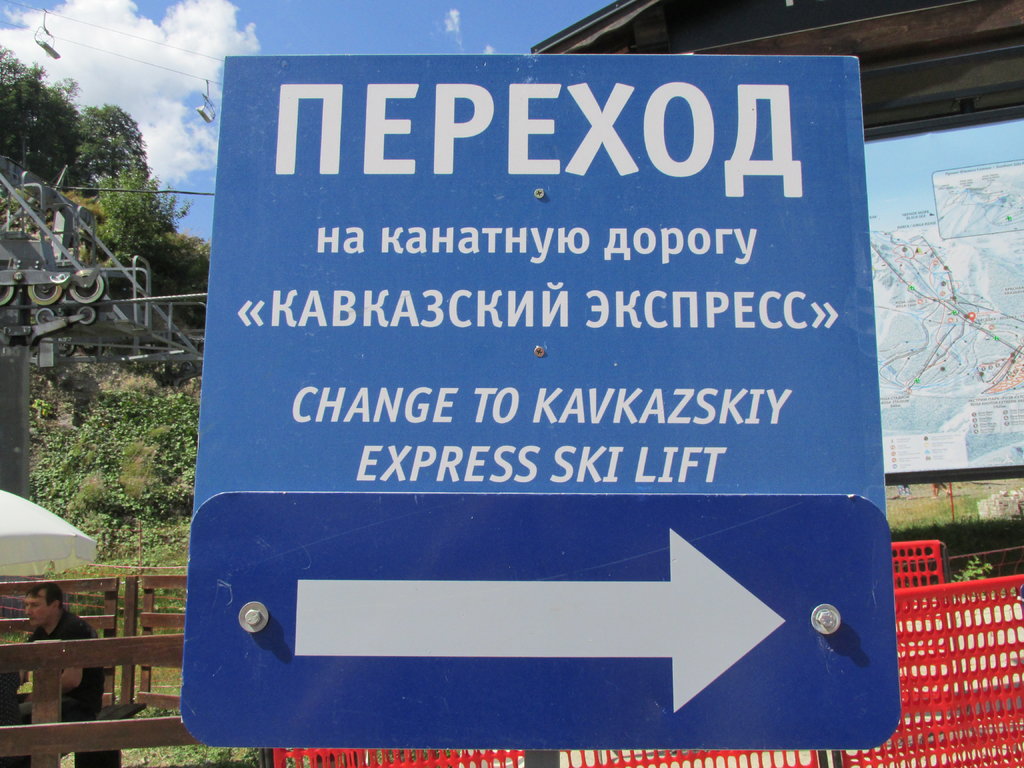 ПЕРЕХОД
на канатную дорогу
«КАВКАЗСКИЙ ЭКСПРЕСС»
CHANGE TO KAVKAZSKIY
EXPRESS SKI LIFT